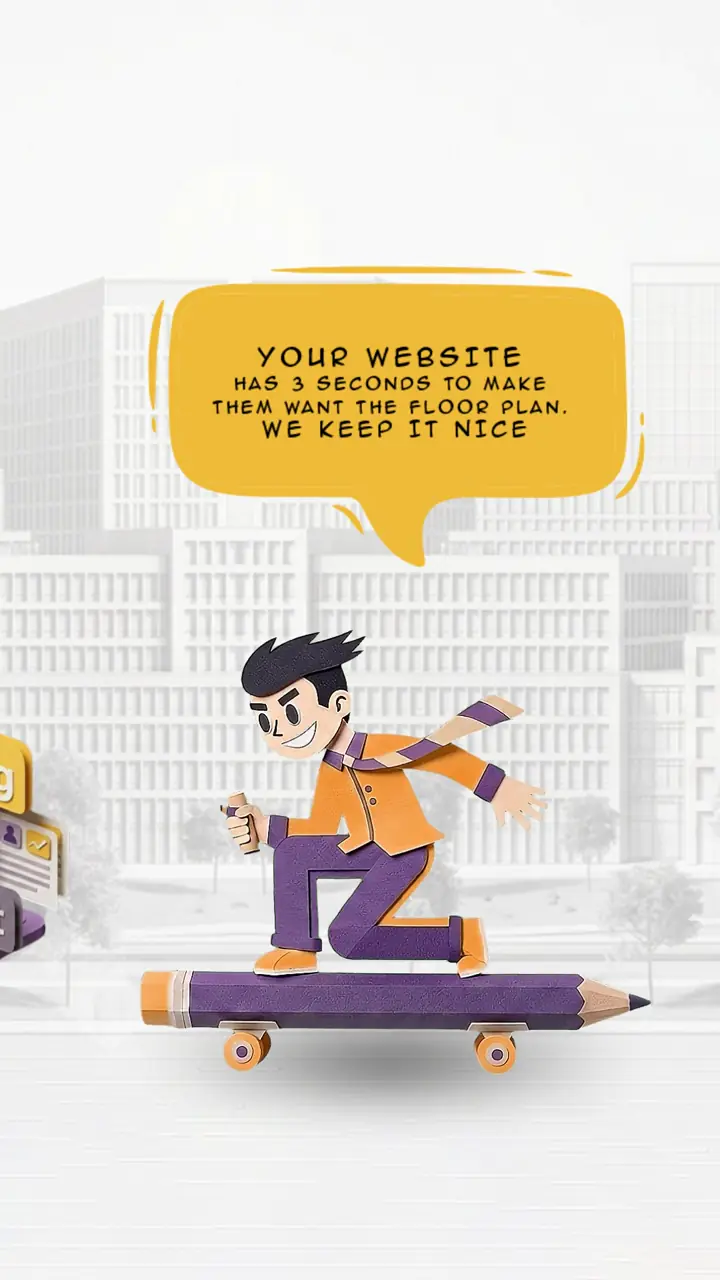 YOUR WEBSITE
HAS 3 SECONDS TO MAKE
THEM WANT THE FLOOR PLAN.
WE KEEP IT NICE
g